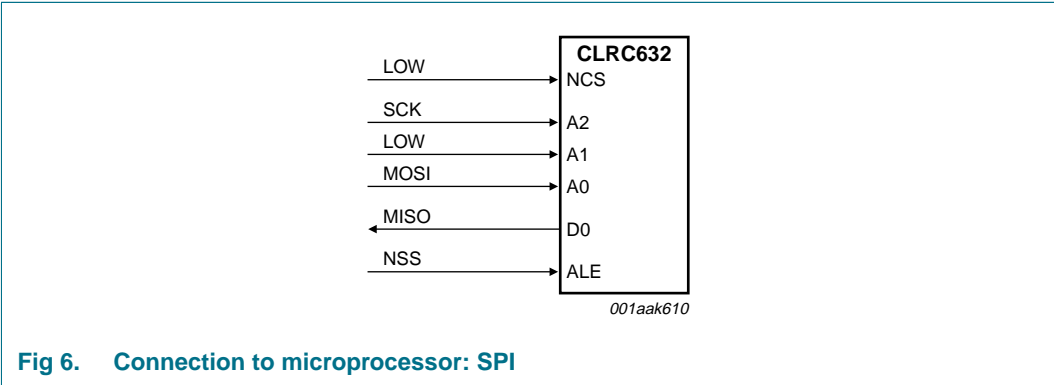 CLRC632
LOW
NCS
SCK
A2
LOW
A1
MOSI
A0
MISO
D0
NSS
ALE
001aak610
Fig 6. Connection to microprocessor: SPI